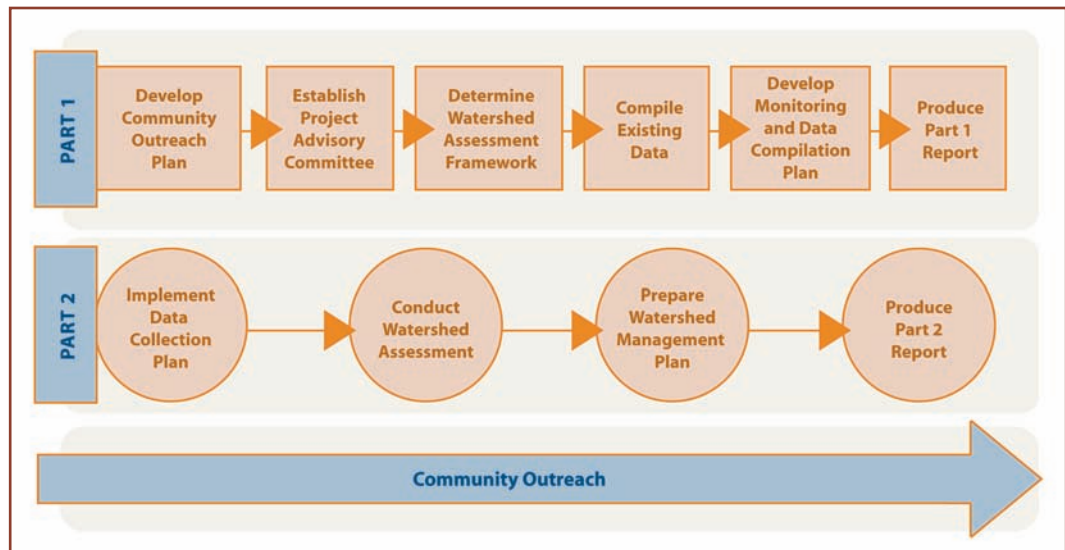 PART 1
Develop
Community
Outreach
Plan
Establish
Project
Advisory
Committee
Determine
Watershed
Assessment
Framework
Compile
Existing
Data
Develop
Monitoring
and Data
Compilation
Plan
Produce
Part 1
Report
PART 2
Implement
Data
Collection
Plan
Conduct
Watershed
Assessment
Prepare
Watershed
Management
Plan
Produce
Part 2
Report
Community Outreach